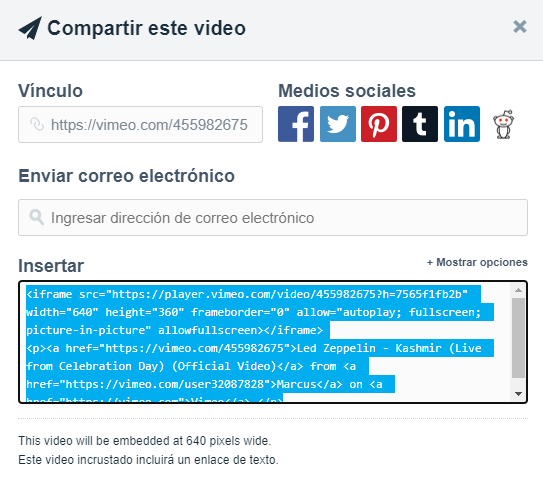 Compartir este video
Vínculo
Medios sociales
https://vimeo.com/455982675
Enviar correo electrónico
Ingresar dirección de correo electrónico
Insertar
+ Mostrar opciones
<iframe src="https://player.vimeo.com/video/455982675?h=7565f1fb2b"
width="640" height="360" frameborder="0" allow="autoplay; fullscreen;
picture-in-picture" allowfullscreen></iframe>
<p><a href="https://vimeo.com/455982675">Led Zeppelin - Kashmir (Live
from Celebration Day) (Official Video)</a> from <a
href="https://vimeo.com/user32087828">Marcus</a> on <a
href="https://vimeo.com">Vimeo</a>.</p>
This video will be embedded at 640 pixels wide.
Este video incrustado incluirá un enlace de texto.